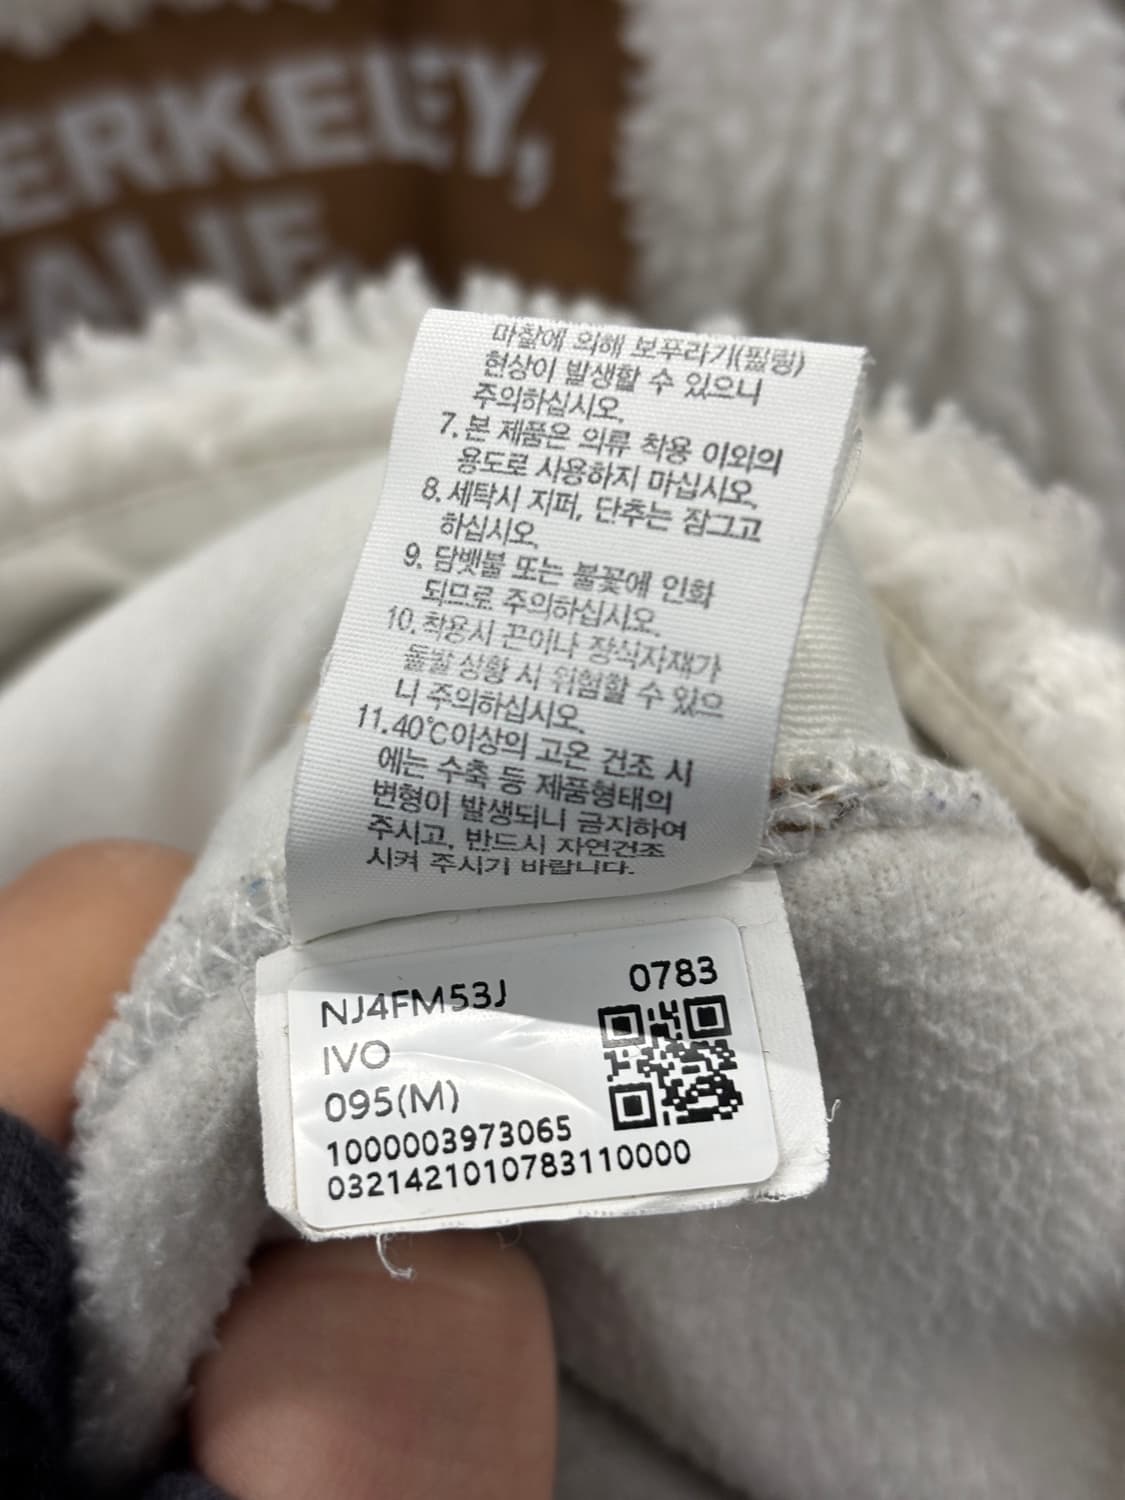 ERKELEY,
CALIF
마찰에 의해 보푸라기(필링)
현상이 발생할 수 있으니
주의하십시오.
7. 본 제품은 의류 착용 이외의
용도로 사용하지 마십시오.
8. 세탁시 지퍼, 단추는 잠그고
하십시오.
9. 담뱃불 또는 불꽃에 인화
되므로 주의하십시오.
10. 착용시 끈이나 장식자재가
돌발 상황 시 위험할 수 있으
니 주의하십시오.
11. 40℃이상의 고온 건조 시
에는 수축 등 제품형태의
변형이 발생되니 금지하여
주시고, 반드시 자연건조
시켜 주시기 바랍니다.
NJ4FM53J
0783
IVO
095(M)
1000003973065
0321421010783110000